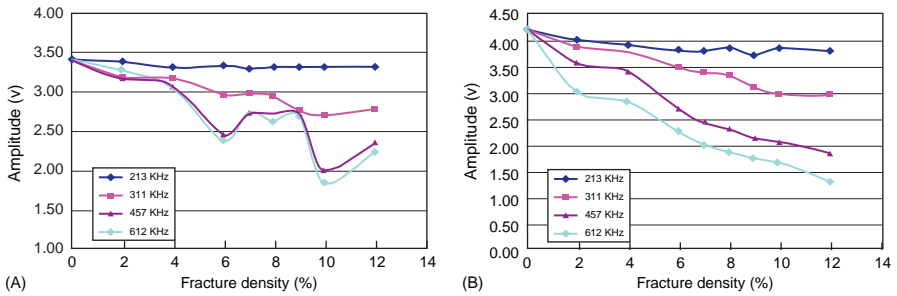 4.00
3.50
3.00
2.50
2.00
1.50
1.00
Amplitude (v)
213 KHz
311 KHz
457 KHz
612 KHz
0 2 4 6 8 10 12 14
(A) Fracture density (%)
4.50
4.00
3.50
3.00
2.50
2.00
1.50
1.00
0.50
0.00
Amplitude (v)
213 KHz
311 KHz
457 KHz
612 KHz
0 2 4 6 8 10 12 14
(B) Fracture density (%)